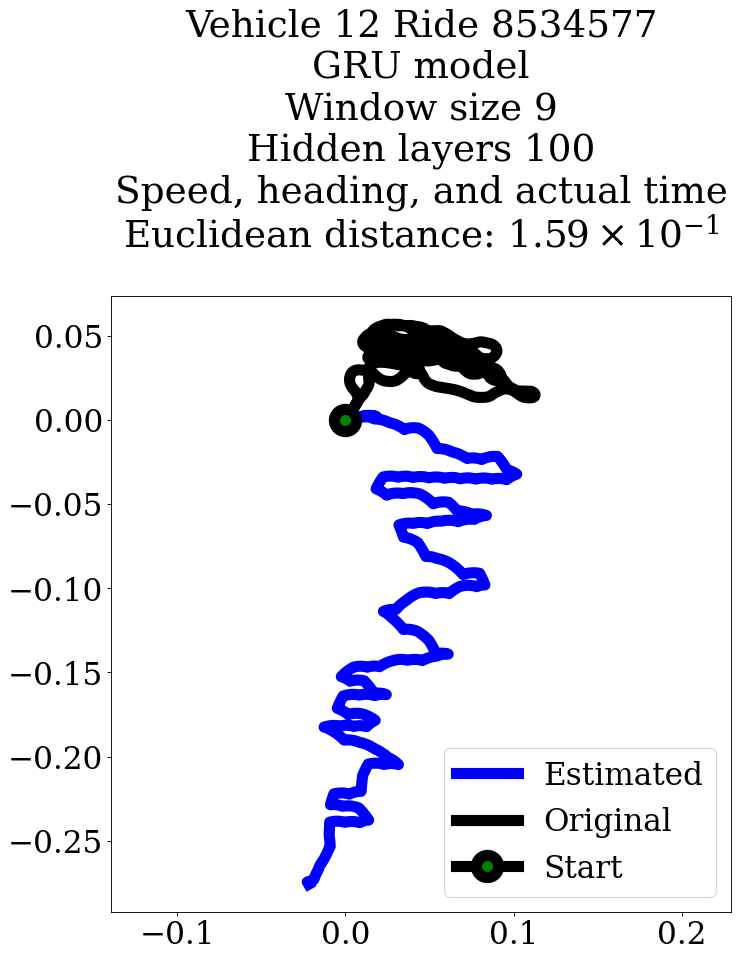 Vehicle 12 Ride 8534577
GRU model
Window size 9
Hidden layers 100
Speed, heading, and actual time
Euclidean distance: 1.59 × 10⁻¹
0.05
0.00
−0.05
−0.10
−0.15
−0.20
−0.25
Estimated
Original
Start
−0.1
0.0
0.1
0.2